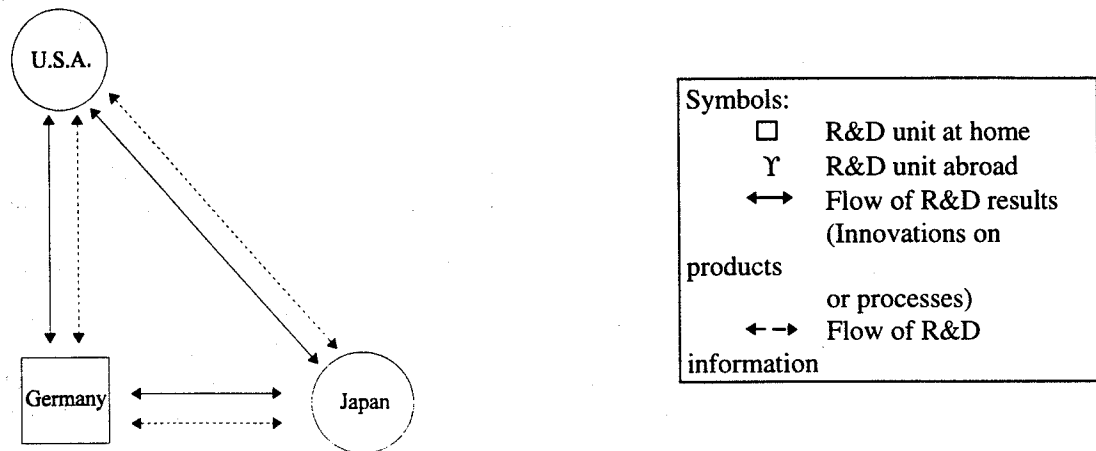 U.S.A.
Germany
Japan
Symbols:
□ R&D unit at home
ϒ R&D unit abroad
Flow of R&D results
(Innovations on
products
or processes)
Flow of R&D
information